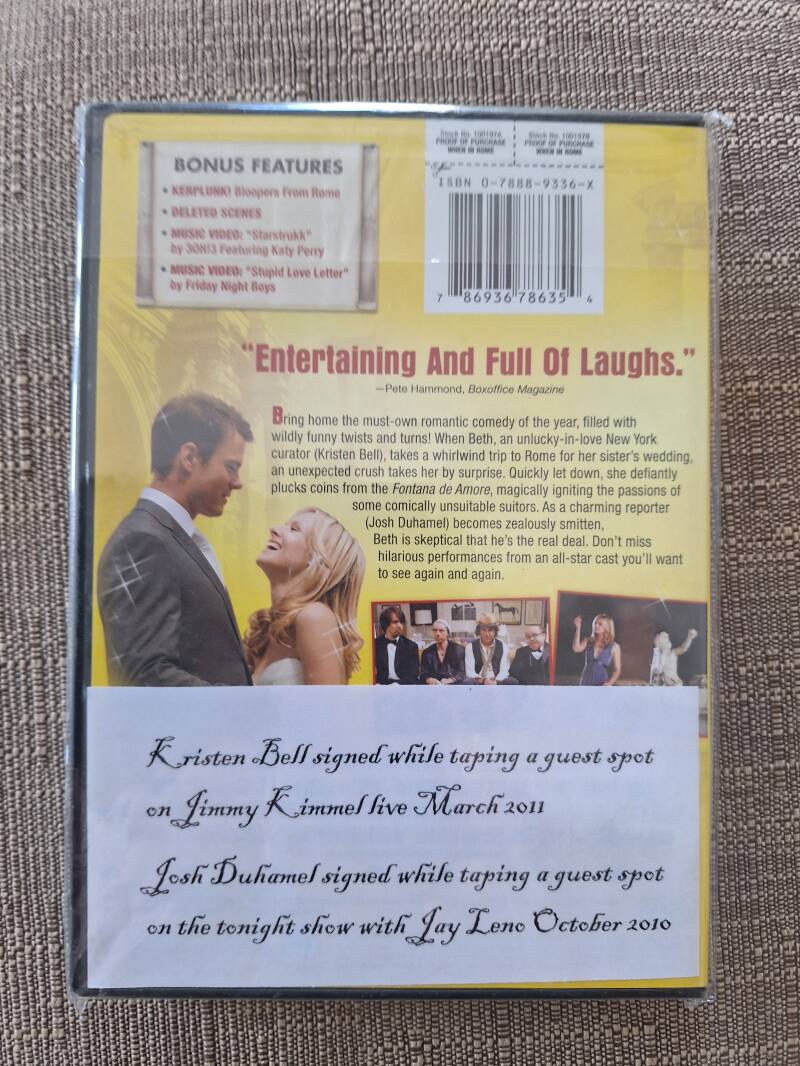 BONUS FEATURES
• KERPLUNK! Bloopers From Rome
• DELETED SCENES
• MUSIC VIDEO: "Starstrukk"
by 3OH!3 Featuring Katy Perry
• MUSIC VIDEO: "Stupid Love Letter"
by Friday Night Boys
Stock No. 100197A
PROOF OF PURCHASE
WHEN IN ROME
Stock No. 100197B
PROOF OF PURCHASE
WHEN IN ROME
ISBN 0-7888-9336-X
7 86936 78635 4
"Entertaining And Full Of Laughs."
—Pete Hammond, Boxoffice Magazine
Bring home the must-own romantic comedy of the year, filled with
wildly funny twists and turns! When Beth, an unlucky-in-love New York
curator (Kristen Bell), takes a whirlwind trip to Rome for her sister's wedding,
an unexpected crush takes her by surprise. Quickly let down, she defiantly
plucks coins from the Fontana de Amore, magically igniting the passions of
some comically unsuitable suitors. As a charming reporter
(Josh Duhamel) becomes zealously smitten,
Beth is skeptical that he's the real deal. Don't miss
hilarious performances from an all-star cast you'll want
to see again and again.
Kristen Bell signed while taping a guest spot
on Jimmy Kimmel live March 2011
Josh Duhamel signed while taping a guest spot
on the tonight show with Jay Leno October 2010